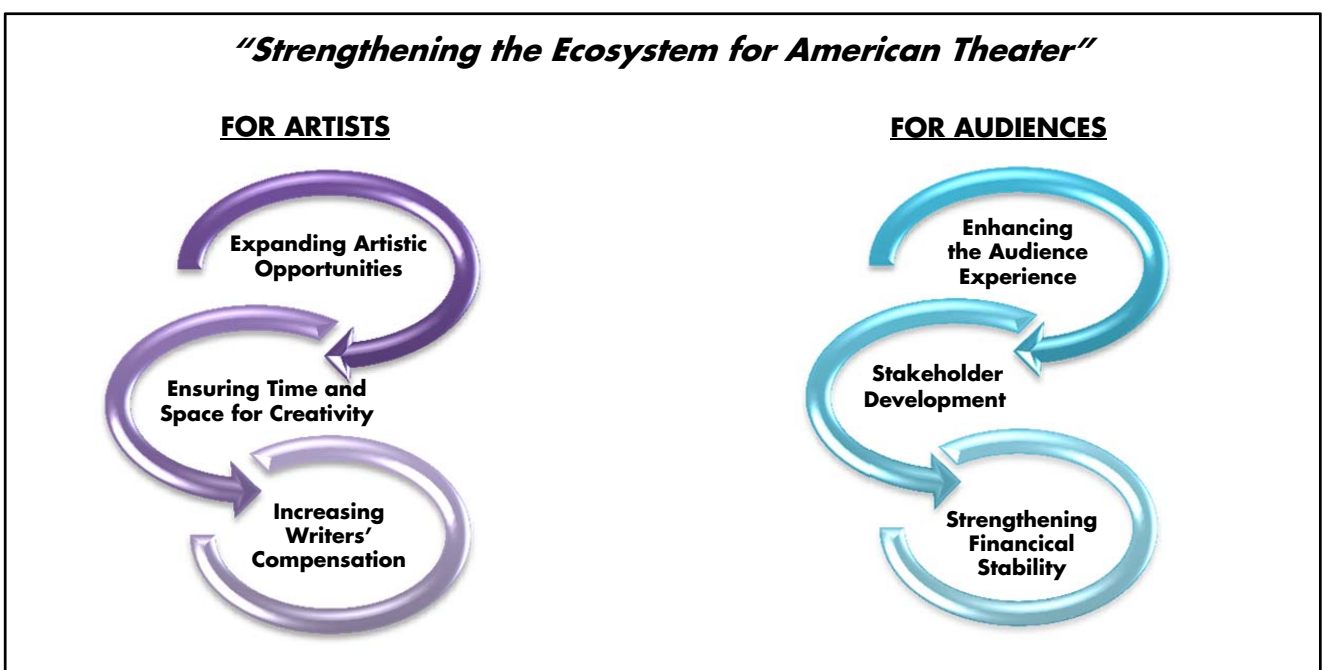 “Strengthening the Ecosystem for American Theater”
FOR ARTISTS
Expanding Artistic
Opportunities
Ensuring Time and
Space for Creativity
Increasing
Writers’
Compensation
FOR AUDIENCES
Enhancing
the Audience
Experience
Stakeholder
Development
Strengthening
Financical
Stability